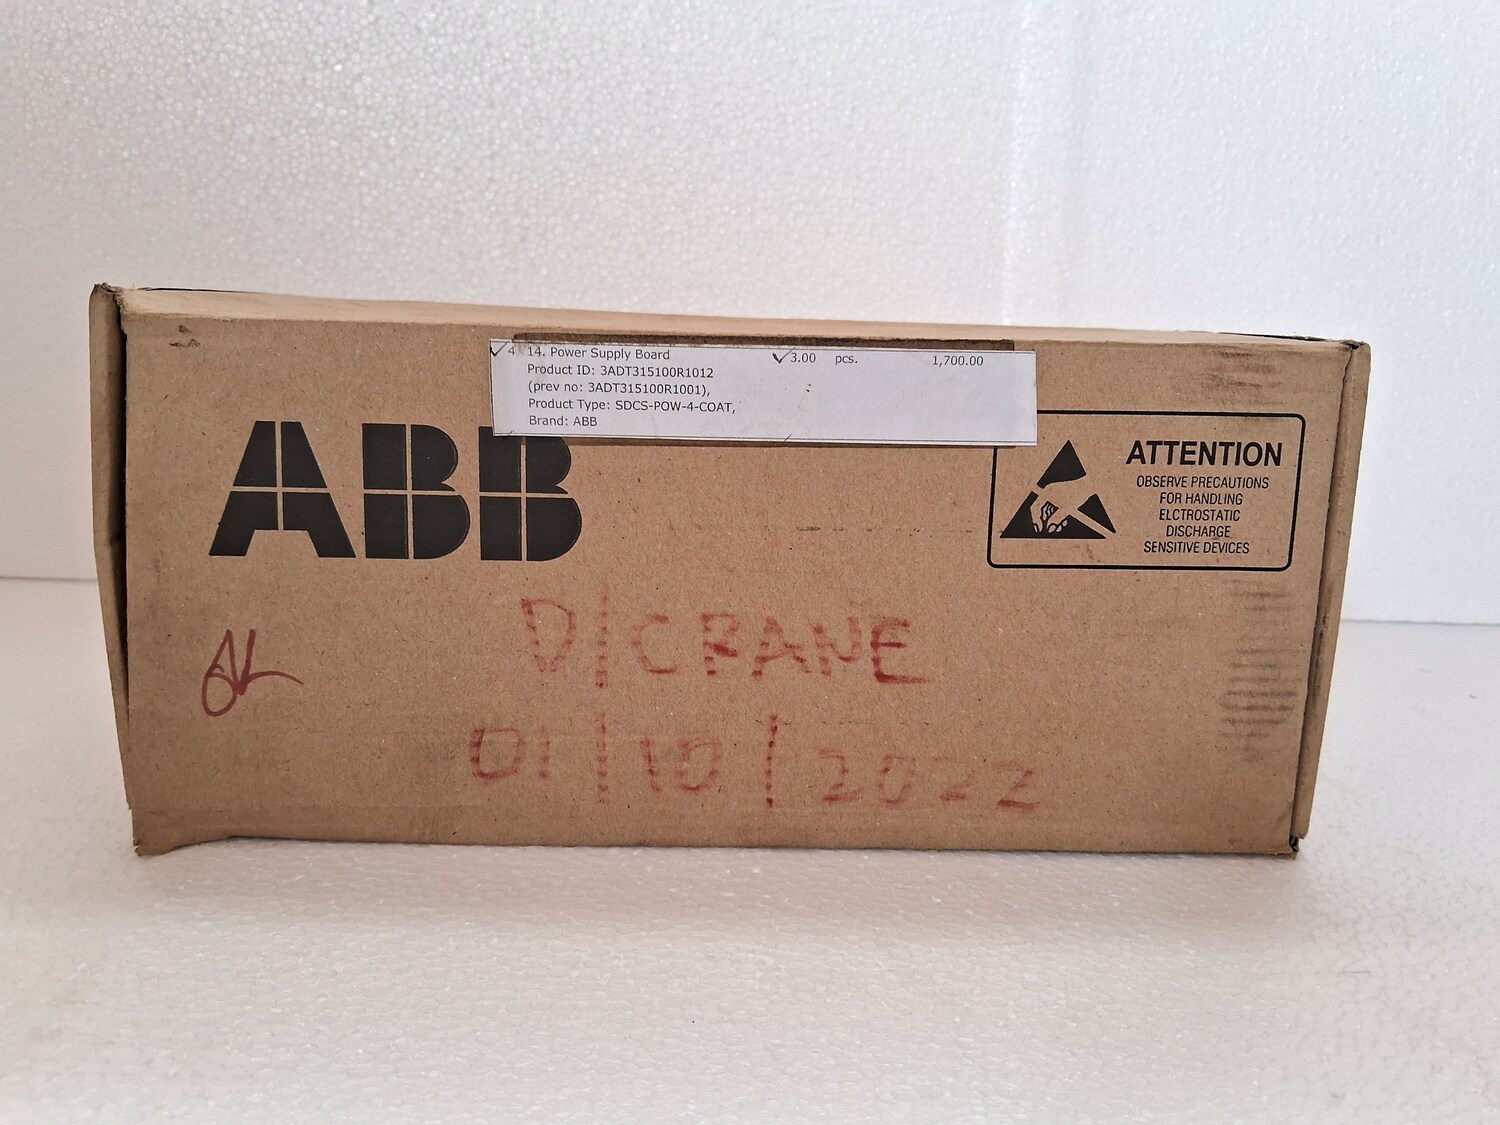 4 14. Power Supply Board 3.00 pcs. 1,700.00
Product ID: 3ADT315100R1012
(prev no: 3ADT315100R1001),
Product Type: SDCS-POW-4-COAT,
Brand: ABB
ABB
ATTENTION
OBSERVE PRECAUTIONS
FOR HANDLING
ELCTROSTATIC
DISCHARGE
SENSITIVE DEVICES
D/CRANE
01/10/2022